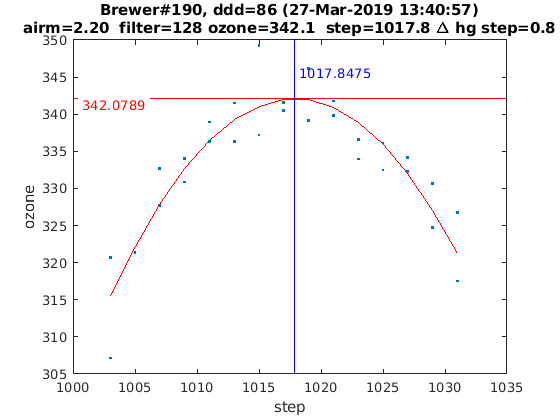 Brewer#190, ddd=86 (27-Mar-2019 13:40:57)
airm=2.20 filter=128 ozone=342.1 step=1017.8 Δ hg step=0.8
350
345
340
335
330
325
320
315
310
305
ozone
1017.8475
342.0789
1000 1005 1010 1015 1020 1025 1030 1035
step